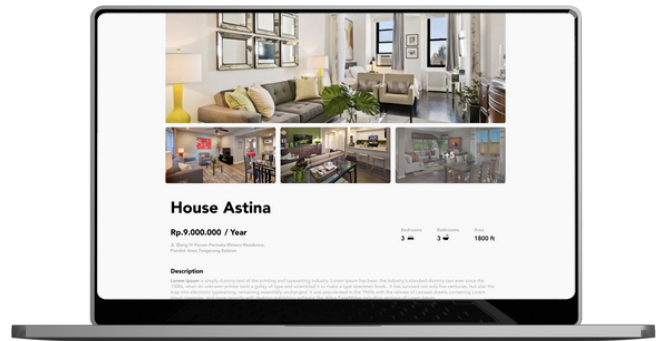 House Astina
Rp.9.000.000 / Year
Bedrooms
Bathrooms
Area
3
3
1800 ft
Jl. Elang IV Perum Permata Bintaro Residence,
Pondok Aren,Tangerang Selatan
Description
Lorem Ipsum is simply dummy text of the printing and typesetting industry. Lorem Ipsum has been the industry's standard dummy text ever since the
1500s, when an unknown printer took a galley of type and scrambled it to make a type specimen book. It has survived not only five centuries, but also the
leap into electronic typesetting, remaining essentially unchanged. It was popularised in the 1960s with the release of Letraset sheets containing Lorem